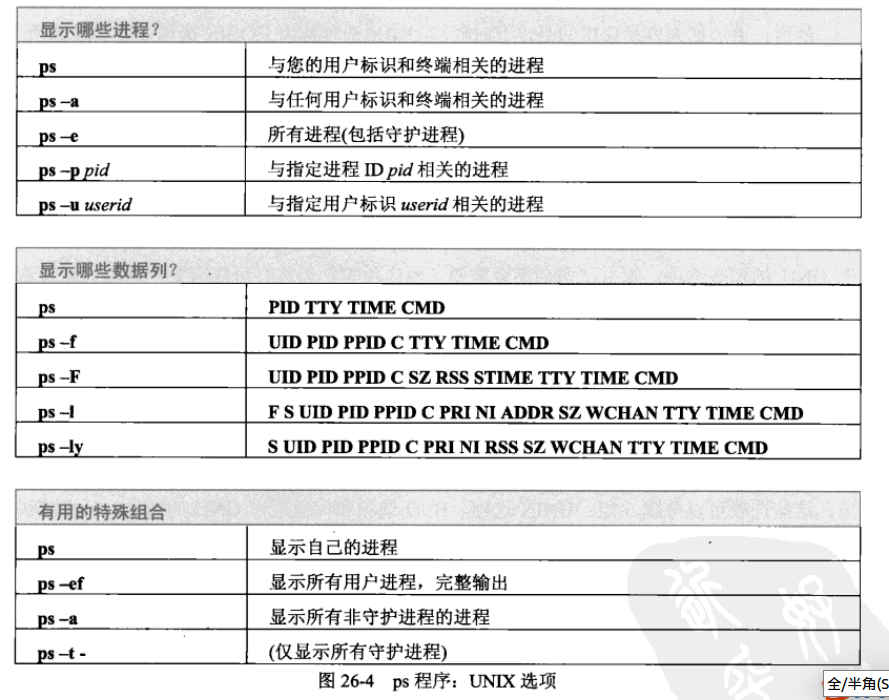 显示哪些进程？
ps 与您的用户标识和终端相关的进程
ps –a 与任何用户标识和终端相关的进程
ps –e 所有进程(包括守护进程)
ps –p pid 与指定进程 ID pid 相关的进程
ps –u userid 与指定用户标识 userid 相关的进程
显示哪些数据列？
ps PID TTY TIME CMD
ps –f UID PID PPID C TTY TIME CMD
ps –F UID PID PPID C SZ RSS STIME TTY TIME CMD
ps –l F S UID PID PPID C PRI NI ADDR SZ WCHAN TTY TIME CMD
ps –ly S UID PID PPID C PRI NI RSS SZ WCHAN TTY TIME CMD
有用的特殊组合
ps 显示自己的进程
ps –ef 显示所有用户进程，完整输出
ps –a 显示所有非守护进程的进程
ps –t - (仅显示所有守护进程)
图 26-4 ps 程序：UNIX 选项
全/半角(S